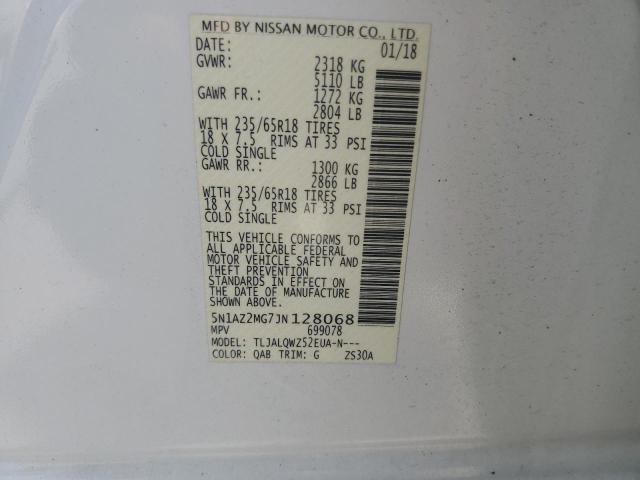 MFD BY NISSAN MOTOR CO., LTD.
DATE: 01/18
GVWR: 2318 KG
5110 LB
GAWR FR.: 1272 KG
2804 LB
WITH 235/65R18 TIRES
18 X 7.5 RIMS AT 33 PSI
COLD SINGLE
GAWR RR.: 1300 KG
2866 LB
WITH 235/65R18 TIRES
18 X 7.5 RIMS AT 33 PSI
COLD SINGLE
THIS VEHICLE CONFORMS TO
ALL APPLICABLE FEDERAL
MOTOR VEHICLE SAFETY AND
THEFT PREVENTION
STANDARDS IN EFFECT ON
THE DATE OF MANUFACTURE
SHOWN ABOVE.
5N1AZ2MG7JN128068
MPV 699078
MODEL: TLJALQWZ52EUA-N---
COLOR: QAB TRIM: G ZS30A